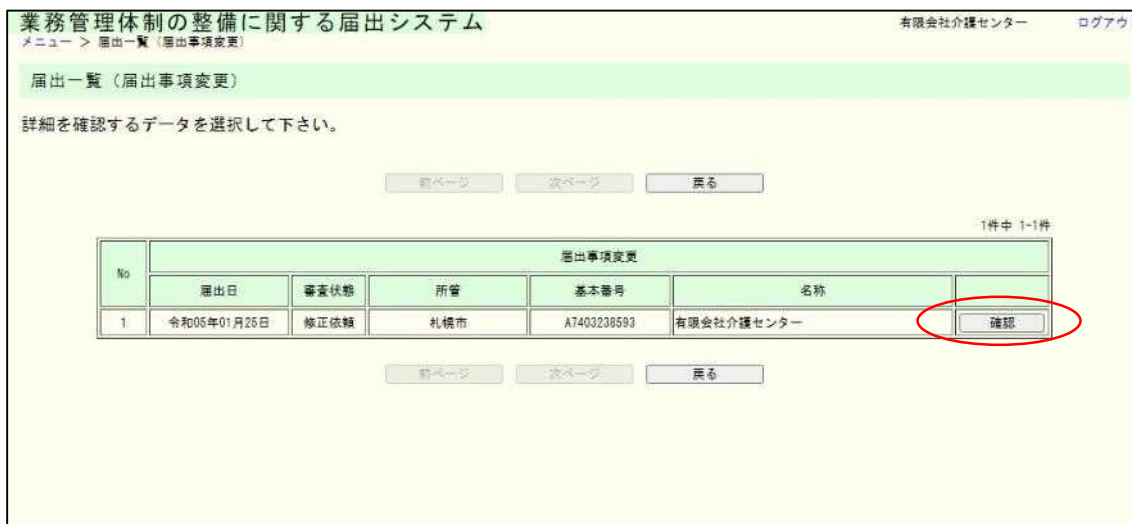 業務管理体制の整備に関する届出システム
有限会社介護センター
ログアウ
メニュー > 届出一覧（届出事項変更）
届出一覧（届出事項変更）
詳細を確認するデータを選択して下さい。
前ページ 次ページ 戻る
1件中 1-1件
No 届出事項変更
届出日 審査状態 所管 基本番号 名称
1 令和05年01月25日 修正依頼 札幌市 A7403238593 有限会社介護センター 確認
前ページ 次ページ 戻る